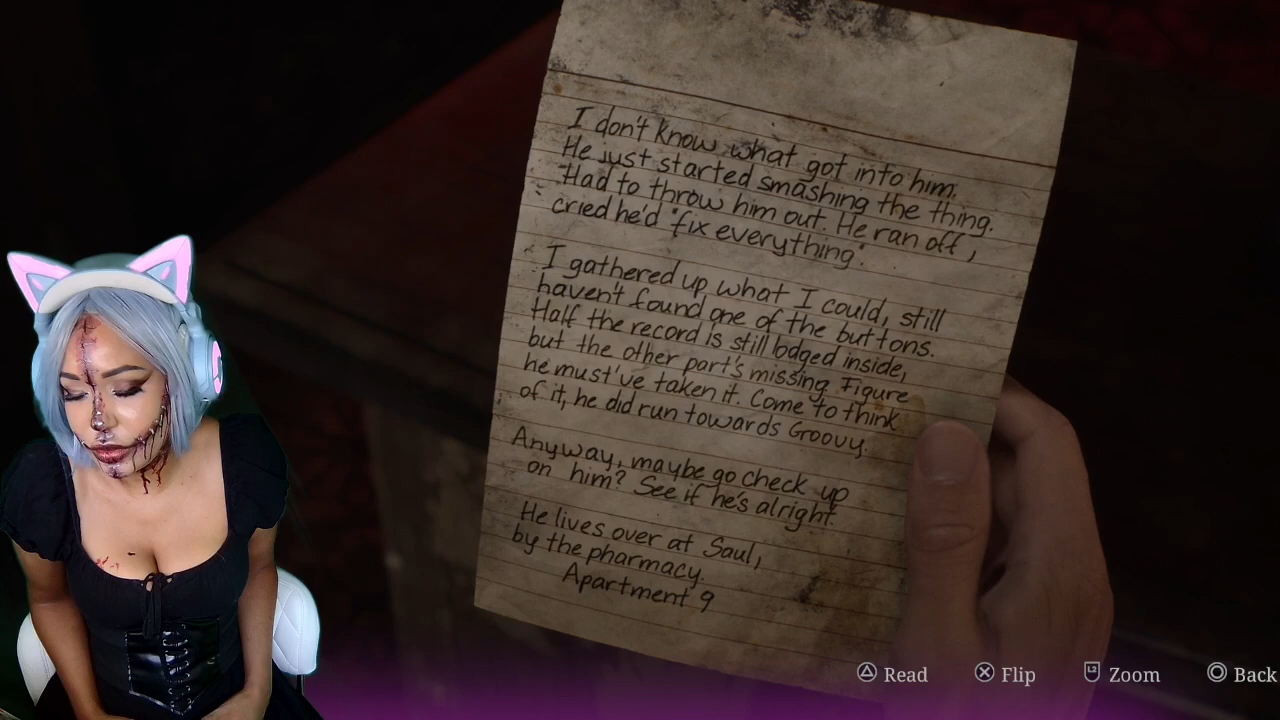 I don't know what got into him.
He just started smashing the thing.
Had to throw him out. He ran off,
cried he'd "fix everything".
I gathered up what I could, still
haven't found one of the buttons.
Half the record is still lodged inside,
but the other part's missing. Figure
he must've taken it. Come to think
of it, he did run towards Groovy.
Anyway, maybe go check up
on him? See if he's alright.
He lives over at Saul,
by the pharmacy.
Apartment 9
Read Flip L2 Zoom Back